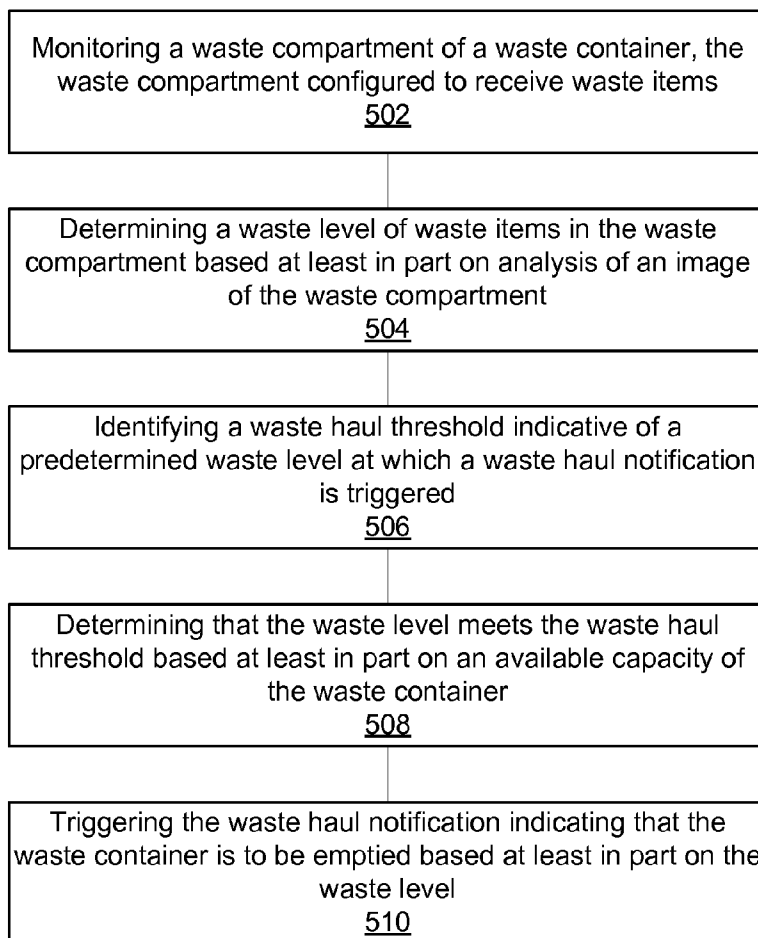 Monitoring a waste compartment of a waste container, the
waste compartment configured to receive waste items
502
Determining a waste level of waste items in the waste
compartment based at least in part on analysis of an image
of the waste compartment
504
Identifying a waste haul threshold indicative of a
predetermined waste level at which a waste haul notification
is triggered
506
Determining that the waste level meets the waste haul
threshold based at least in part on an available capacity of
the waste container
508
Triggering the waste haul notification indicating that the
waste container is to be emptied based at least in part on the
waste level
510